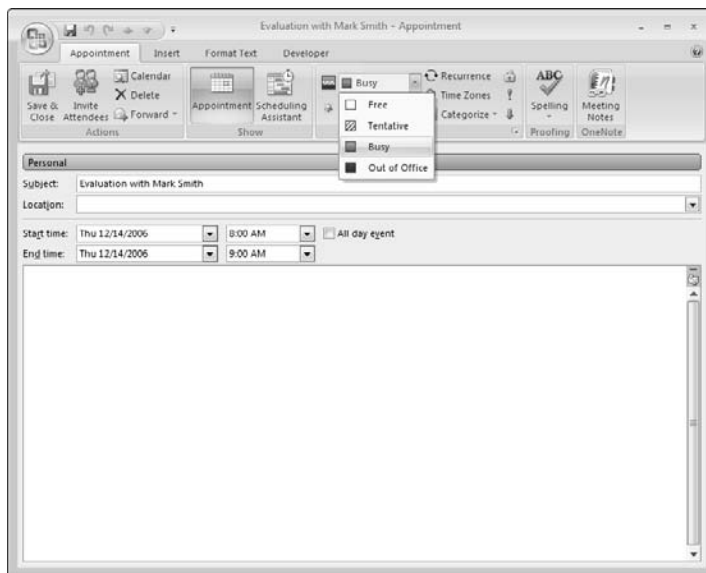 Evaluation with Mark Smith - Appointment
Appointment Insert Format Text Developer
Save & Close
Invite Attendees
Calendar
Delete
Forward
Actions
Appointment
Scheduling Assistant
Show
Busy
Free
Tentative
Busy
Out of Office
Recurrence
Time Zones
Categorize
ABC
Spelling
Proofing
Meeting Notes
OneNote
Personal
Subject: Evaluation with Mark Smith
Location:
Start time: Thu 12/14/2006 8:00 AM All day event
End time: Thu 12/14/2006 9:00 AM